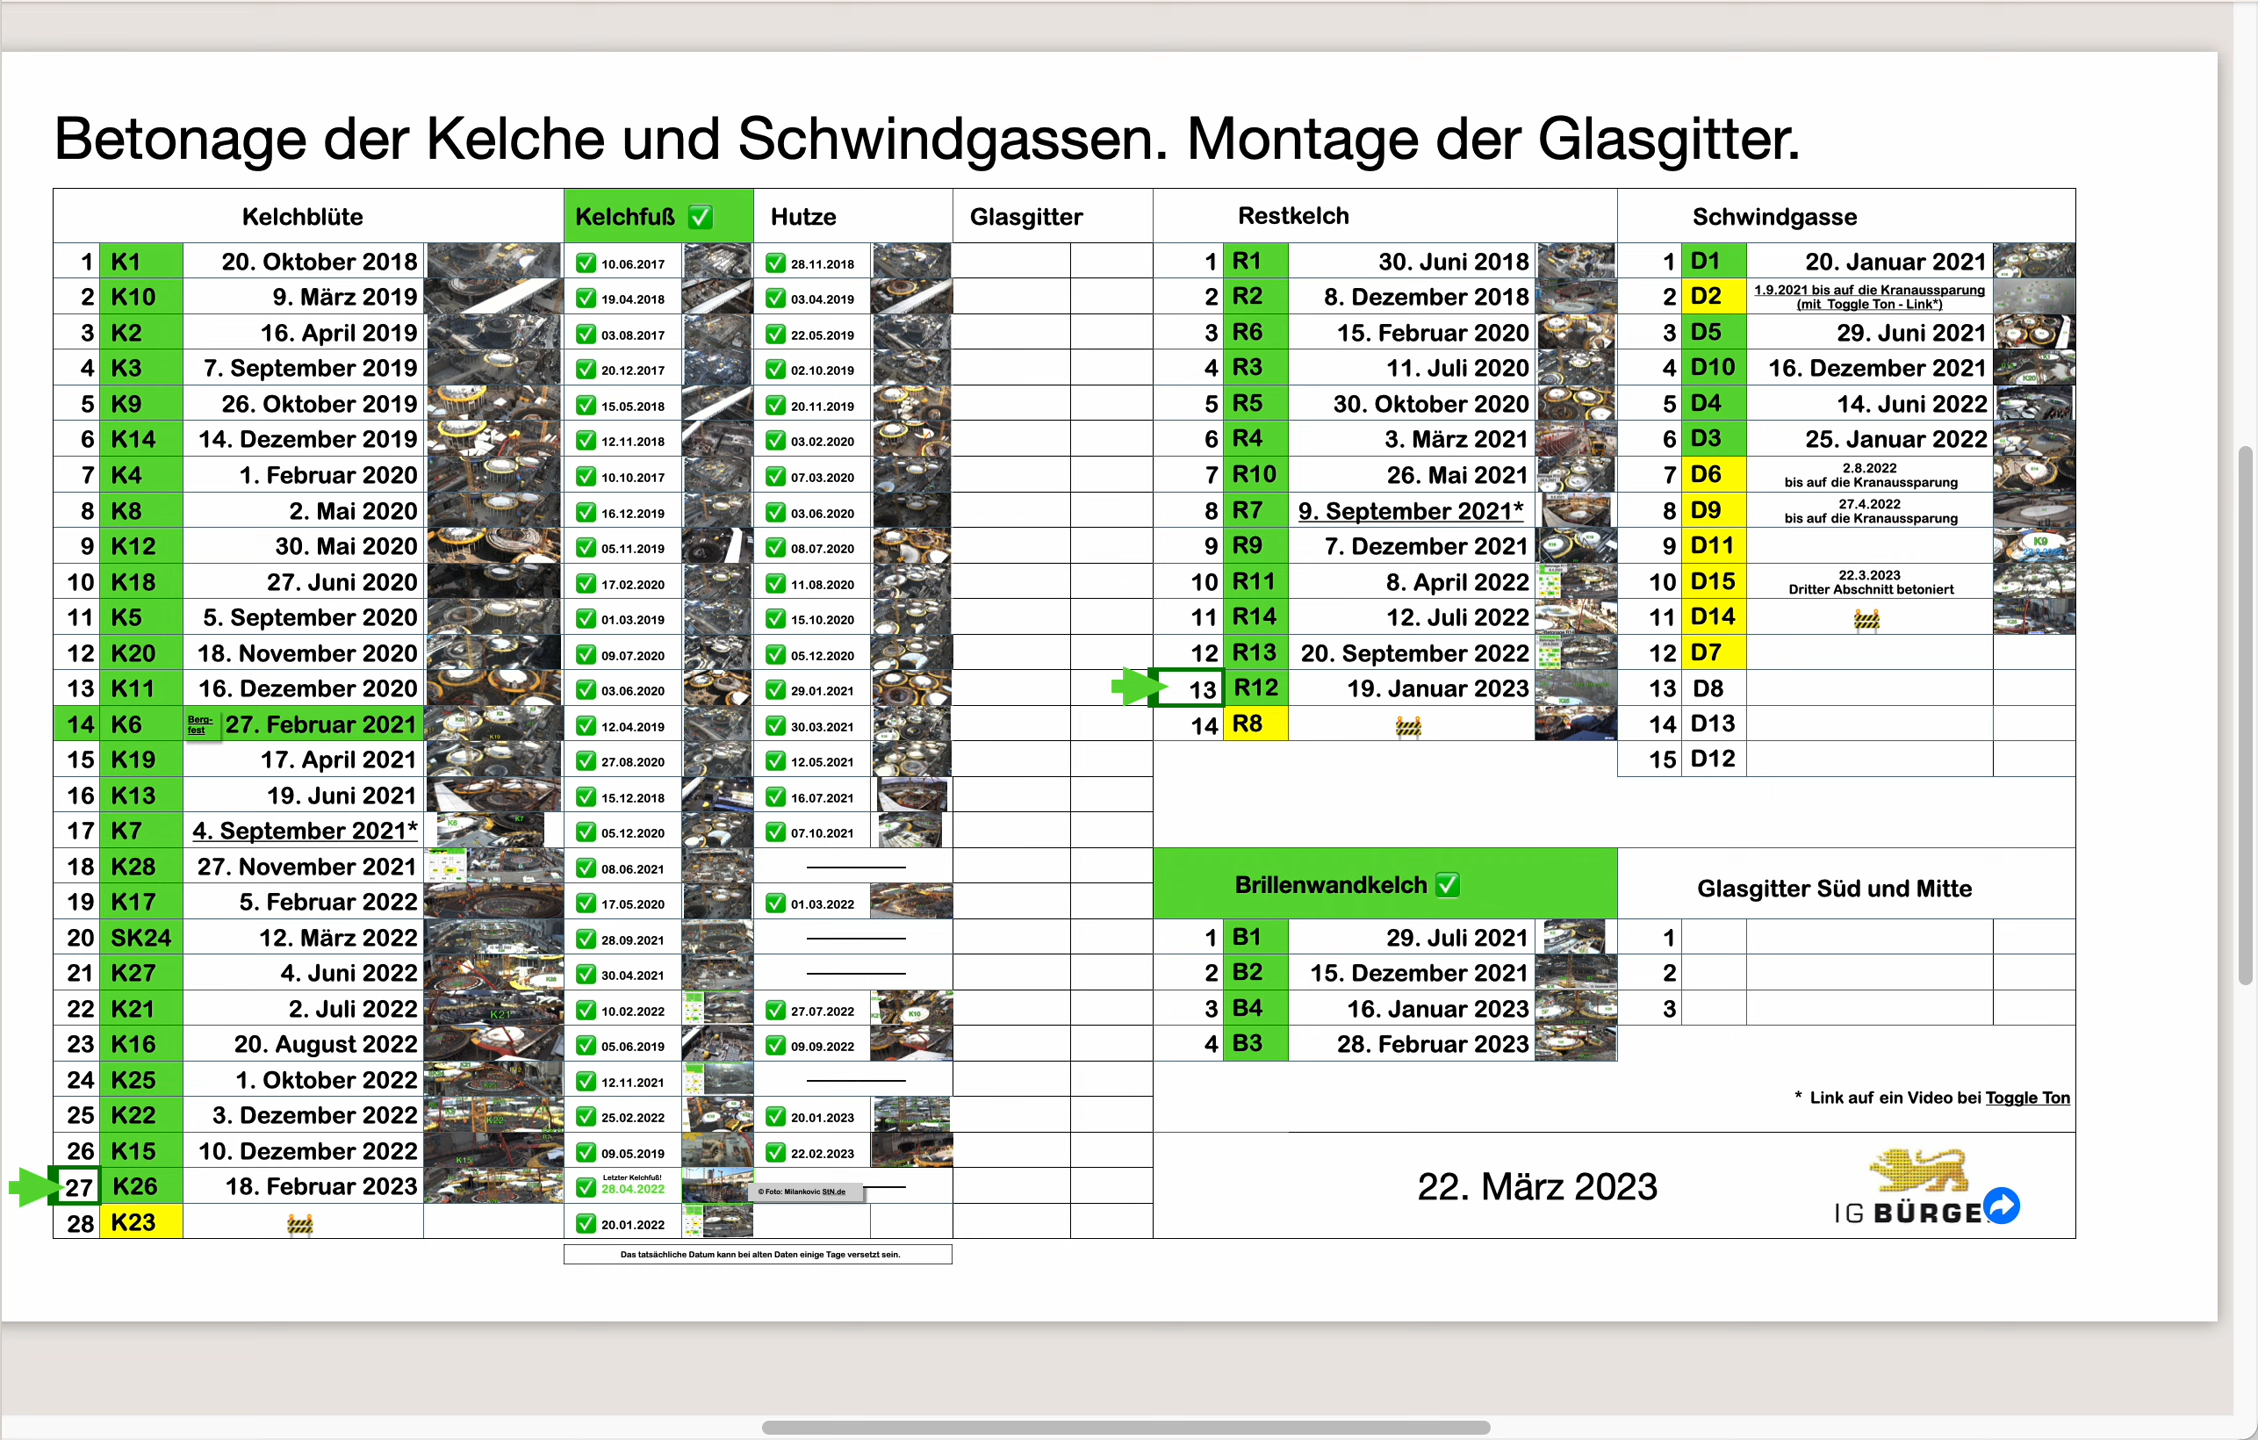 Betonage der Kelche und Schwindgassen. Montage der Glasgitter.
Kelchblüte Kelchfuß ✅ Hutze Glasgitter Restkelch Schwindgasse
1 K1 20. Oktober 2018 ✅ 10.06.2017 ✅ 28.11.2018 1 R1 30. Juni 2018 1 D1 20. Januar 2021
2 K10 9. März 2019 ✅ 19.04.2018 ✅ 03.04.2019 2 R2 8. Dezember 2018 2 D2 1.9.2021 bis auf die Kranaussparung
(mit Toggle Ton - Link*)
3 K2 16. April 2019 ✅ 03.08.2017 ✅ 22.05.2019 3 R6 15. Februar 2020 3 D5 29. Juni 2021
4 K3 7. September 2019 ✅ 20.12.2017 ✅ 02.10.2019 4 R3 11. Juli 2020 4 D10 16. Dezember 2021
5 K9 26. Oktober 2019 ✅ 15.05.2018 ✅ 20.11.2019 5 R5 30. Oktober 2020 5 D4 14. Juni 2022
6 K14 14. Dezember 2019 ✅ 12.11.2018 ✅ 03.02.2020 6 R4 3. März 2021 6 D3 25. Januar 2022
7 K4 1. Februar 2020 ✅ 10.10.2017 ✅ 07.03.2020 7 R10 26. Mai 2021 7 D6 2.8.2022
bis auf die Kranaussparung
8 K8 2. Mai 2020 ✅ 16.12.2019 ✅ 03.06.2020 8 R7 9. September 2021* 8 D9 27.4.2022
bis auf die Kranaussparung
9 K12 30. Mai 2020 ✅ 05.11.2019 ✅ 08.07.2020 9 R9 7. Dezember 2021 9 D11 K9
10 K18 27. Juni 2020 ✅ 17.02.2020 ✅ 11.08.2020 10 R11 8. April 2022 10 D15 22.3.2023
Dritter Abschnitt betoniert
11 K5 5. September 2020 ✅ 01.03.2019 ✅ 15.10.2020 11 R14 12. Juli 2022 11 D14 🚧
12 K20 18. November 2020 ✅ 09.07.2020 ✅ 05.12.2020 12 R13 20. September 2022 12 D7
13 K11 16. Dezember 2020 ✅ 03.06.2020 ✅ 29.01.2021 13 R12 19. Januar 2023 13 D8
14 K6 Berg-
fest 27. Februar 2021 ✅ 12.04.2019 ✅ 30.03.2021 14 R8 🚧 14 D13
15 K19 17. April 2021 ✅ 27.08.2020 ✅ 12.05.2021 15 D12
16 K13 19. Juni 2021 ✅ 15.12.2018 ✅ 16.07.2021
17 K7 4. September 2021* K6 K7 ✅ 05.12.2020 ✅ 07.10.2021
18 K28 27. November 2021 ✅ 08.06.2021
Brillenwandkelch ✅ Glasgitter Süd und Mitte
19 K17 5. Februar 2022 ✅ 17.05.2020 ✅ 01.03.2022
20 SK24 12. März 2022 ✅ 28.09.2021 1 B1 29. Juli 2021 1
21 K27 4. Juni 2022 ✅ 30.04.2021 2 B2 15. Dezember 2021 2
22 K21 2. Juli 2022 K21 ✅ 10.02.2022 ✅ 27.07.2022 K10 3 B4 16. Januar 2023 3
23 K16 20. August 2022 ✅ 05.06.2019 ✅ 09.09.2022 4 B3 28. Februar 2023
24 K25 1. Oktober 2022 ✅ 12.11.2021
25 K22 3. Dezember 2022 K22 ✅ 25.02.2022 ✅ 20.01.2023
* Link auf ein Video bei Toggle Ton
26 K15 10. Dezember 2022 K15 ✅ 09.05.2019 ✅ 22.02.2023
27 K26 18. Februar 2023 ✅ Letzter Kelchfuß!
28.04.2022 © Foto: Milankovic StN.de
28 K23 🚧 ✅ 20.01.2022
22. März 2023
IG BÜRGE
Das tatsächliche Datum kann bei alten Daten einige Tage versetzt sein.